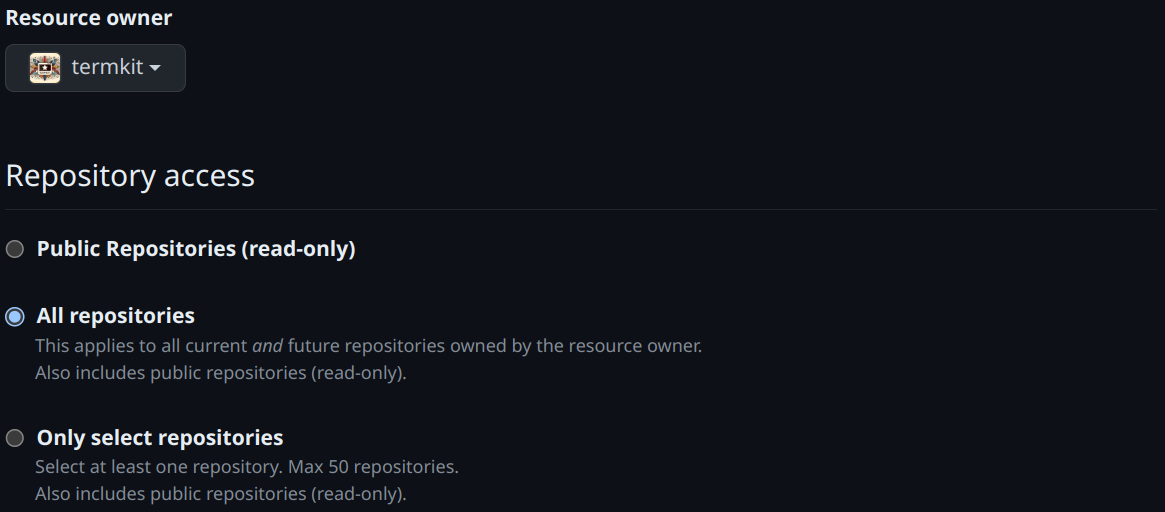 Resource owner
termkit
Repository access
Public Repositories (read-only)
All repositories
This applies to all current and future repositories owned by the resource owner.
Also includes public repositories (read-only).
Only select repositories
Select at least one repository. Max 50 repositories.
Also includes public repositories (read-only).